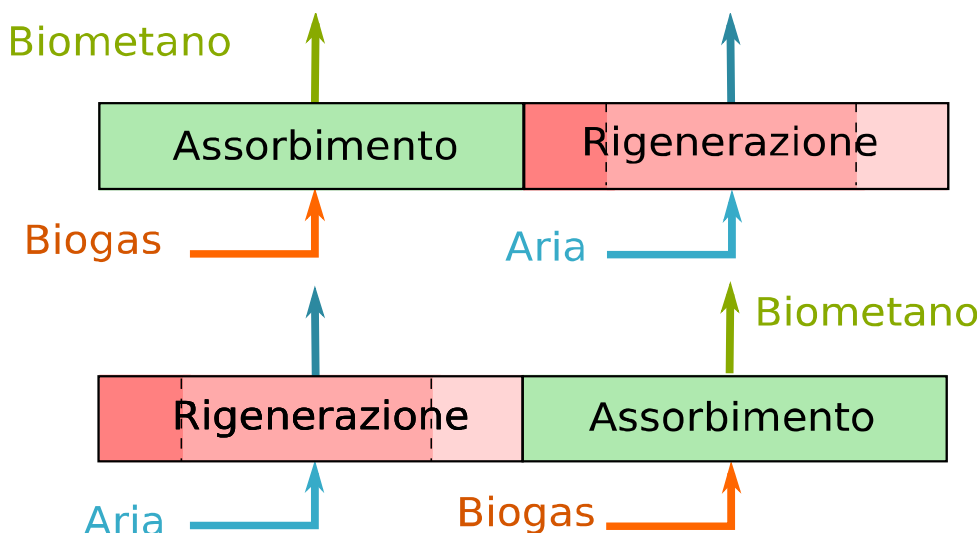 Biometano
Assorbimento
Rigenerazione
Biogas
Aria
Biometano
Rigenerazione
Assorbimento
Aria
Biogas